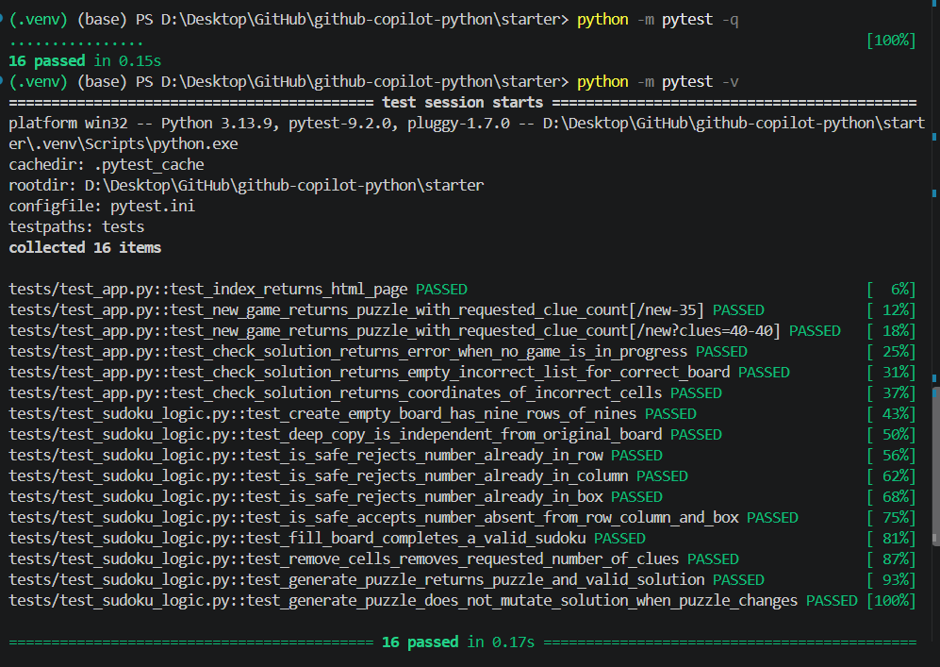 (.venv) (base) PS D:\Desktop\GitHub\github-copilot-python\starter> python -m pytest -q
................ [100%]
16 passed in 0.15s
(.venv) (base) PS D:\Desktop\GitHub\github-copilot-python\starter> python -m pytest -v
========================================= test session starts =========================================
platform win32 -- Python 3.13.9, pytest-9.2.0, pluggy-1.7.0 -- D:\Desktop\GitHub\github-copilot-python\start
er\.venv\Scripts\python.exe
cachedir: .pytest_cache
rootdir: D:\Desktop\GitHub\github-copilot-python\starter
configfile: pytest.ini
testpaths: tests
collected 16 items
tests/test_app.py::test_index_returns_html_page PASSED [  6%]
tests/test_app.py::test_new_game_returns_puzzle_with_requested_clue_count[/new-35] PASSED [ 12%]
tests/test_app.py::test_new_game_returns_puzzle_with_requested_clue_count[/new?clues=40-40] PASSED [ 18%]
tests/test_app.py::test_check_solution_returns_error_when_no_game_is_in_progress PASSED [ 25%]
tests/test_app.py::test_check_solution_returns_empty_incorrect_list_for_correct_board PASSED [ 31%]
tests/test_app.py::test_check_solution_returns_coordinates_of_incorrect_cells PASSED [ 37%]
tests/test_sudoku_logic.py::test_create_empty_board_has_nine_rows_of_nines PASSED [ 43%]
tests/test_sudoku_logic.py::test_deep_copy_is_independent_from_original_board PASSED [ 50%]
tests/test_sudoku_logic.py::test_is_safe_rejects_number_already_in_row PASSED [ 56%]
tests/test_sudoku_logic.py::test_is_safe_rejects_number_already_in_column PASSED [ 62%]
tests/test_sudoku_logic.py::test_is_safe_rejects_number_already_in_box PASSED [ 68%]
tests/test_sudoku_logic.py::test_is_safe_accepts_number_absent_from_row_column_and_box PASSED [ 75%]
tests/test_sudoku_logic.py::test_fill_board_completes_a_valid_sudoku PASSED [ 81%]
tests/test_sudoku_logic.py::test_remove_cells_removes_requested_number_of_clues PASSED [ 87%]
tests/test_sudoku_logic.py::test_generate_puzzle_returns_puzzle_and_valid_solution PASSED [ 93%]
tests/test_sudoku_logic.py::test_generate_puzzle_does_not_mutate_solution_when_puzzle_changes PASSED [100%]
========================================= 16 passed in 0.17s =========================================